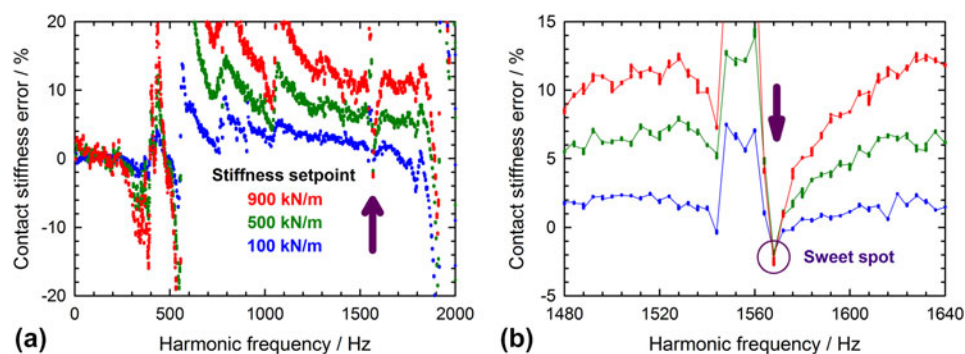 20
10
0
-10
-20
Contact stiffness error / %
Stiffness setpoint
900 kN/m
500 kN/m
100 kN/m
0 500 1000 1500 2000
(a) Harmonic frequency / Hz
15
10
5
0
-5
Contact stiffness error / %
Sweet spot
1480 1520 1560 1600 1640
(b) Harmonic frequency / Hz